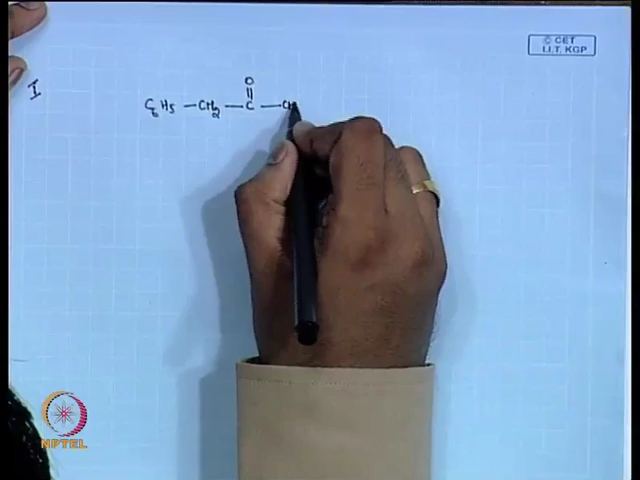 © CET
I.I.T. KGP
I
O
C6H5 —CH2 — C —CH
NPTEL